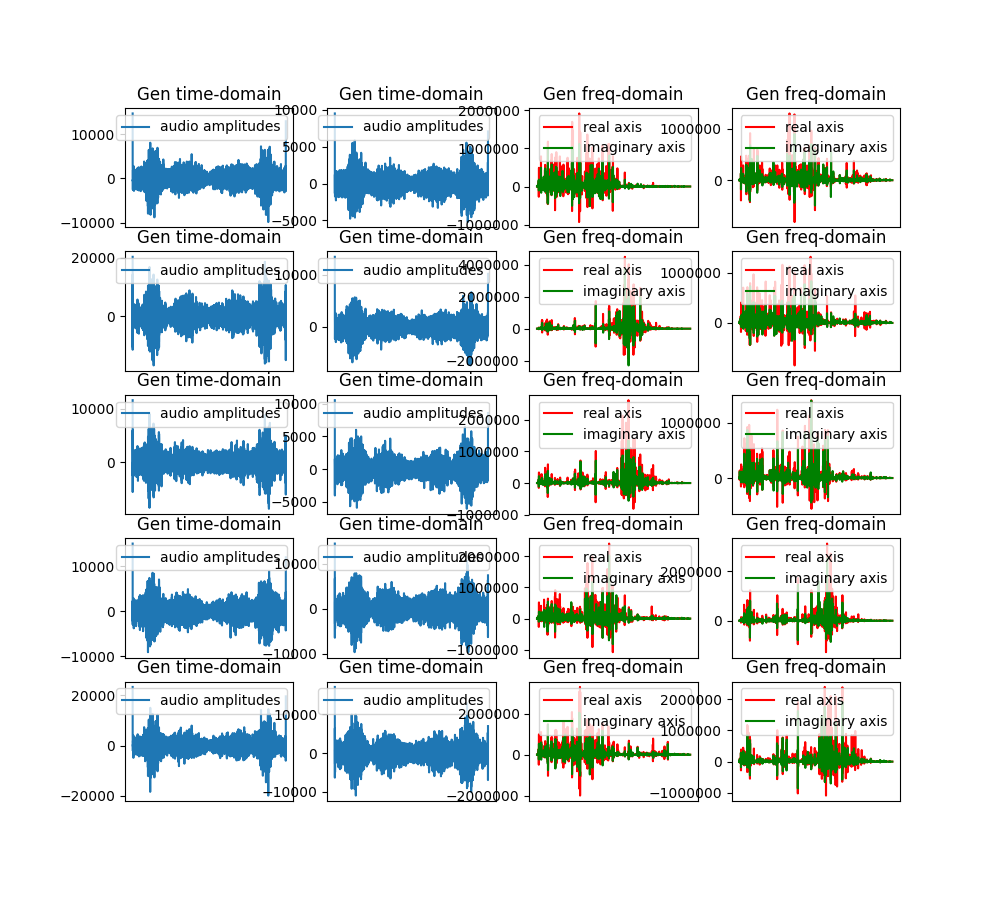 Gen time-domain
audio amplitudes
10000
0
−10000
Gen time-domain
audio amplitudes
10000
5000
0
−5000
Gen freq-domain
real axis
imaginary axis
2000000
1000000
0
−1000000
Gen freq-domain
real axis
imaginary axis
1000000
0
Gen time-domain
audio amplitudes
20000
0
Gen time-domain
audio amplitudes
10000
0
Gen freq-domain
real axis
imaginary axis
4000000
2000000
0
−2000000
Gen freq-domain
real axis
imaginary axis
1000000
0
Gen time-domain
audio amplitudes
10000
0
Gen time-domain
audio amplitudes
10000
5000
0
−5000
Gen freq-domain
real axis
imaginary axis
2000000
1000000
0
−1000000
Gen freq-domain
real axis
imaginary axis
1000000
0
Gen time-domain
audio amplitudes
10000
0
−10000
Gen time-domain
audio amplitudes
10000
0
−10000
Gen freq-domain
real axis
imaginary axis
2000000
1000000
0
−1000000
Gen freq-domain
real axis
imaginary axis
2000000
0
Gen time-domain
audio amplitudes
20000
0
−20000
Gen time-domain
audio amplitudes
10000
0
−10000
Gen freq-domain
real axis
imaginary axis
2000000
0
−2000000
Gen freq-domain
real axis
imaginary axis
2000000
1000000
0
−1000000